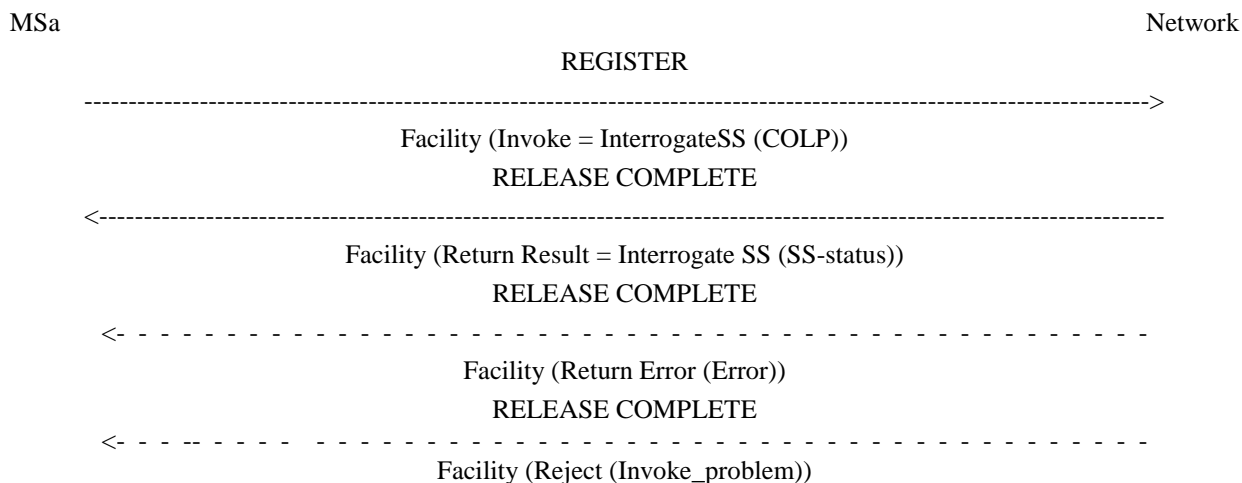 MSa Network
REGISTER
Facility (Invoke = InterrogateSS (COLP))
RELEASE COMPLETE
Facility (Return Result = Interrogate SS (SS-status))
RELEASE COMPLETE
Facility (Return Error (Error))
RELEASE COMPLETE
Facility (Reject (Invoke_problem))